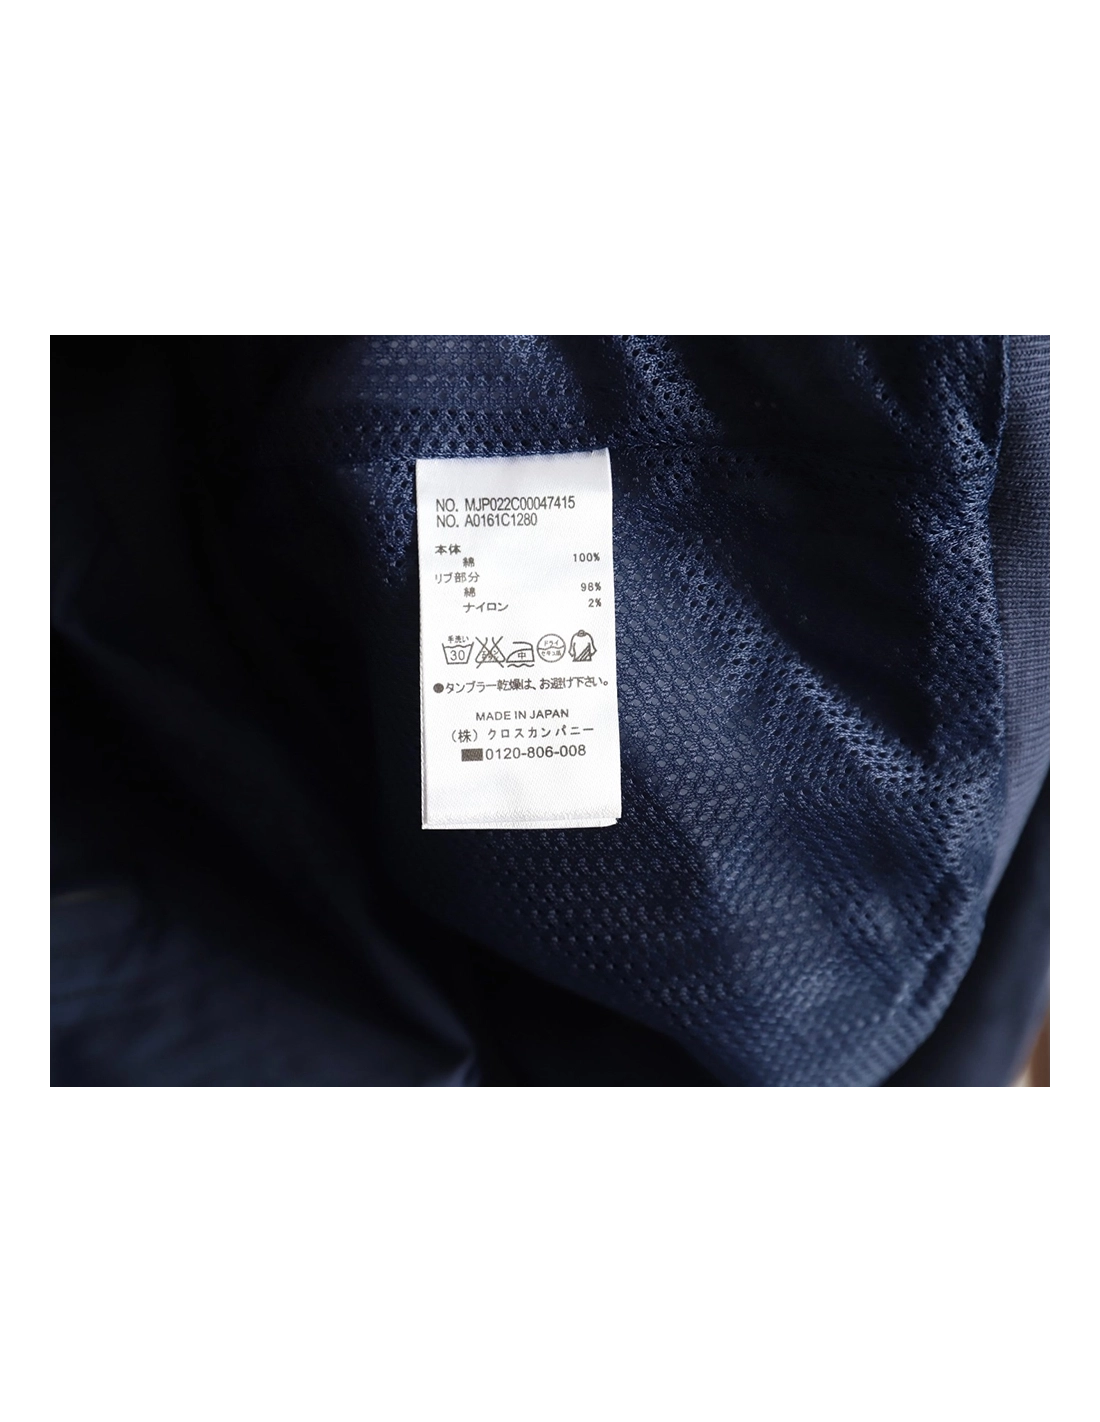 NO. MJP022C00047415
NO. A0161C1280
本体
綿 100%
リブ部分
綿 98%
ナイロン 2%
手洗い 30 中 ドライ
●タンブラー乾燥は、お避け下さい。
MADE IN JAPAN
(株) クロスカンパニー
0120-806-008